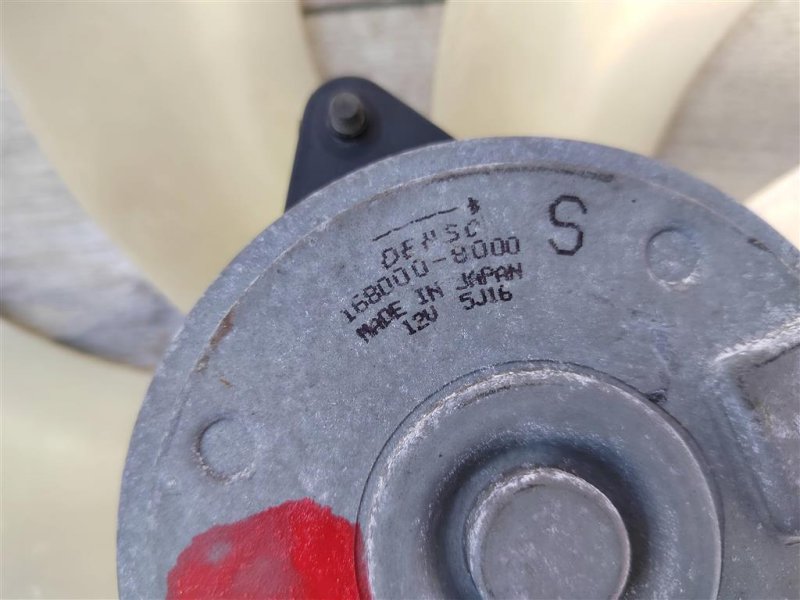 DENSO
168000-8000
MADE IN JAPAN
12V 5J16
S